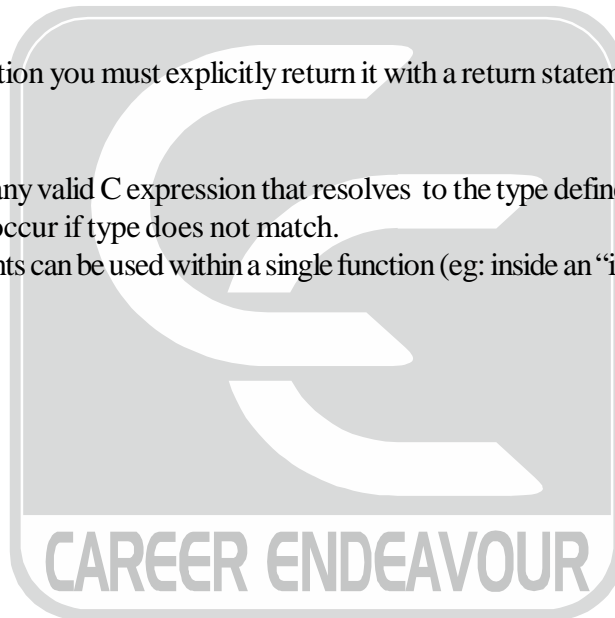 tion you must explicitly return it with a return statem
any valid C expression that resolves to the type define
occur if type does not match.
nts can be used within a single function (eg: inside an “i
CAREER ENDEAVOUR